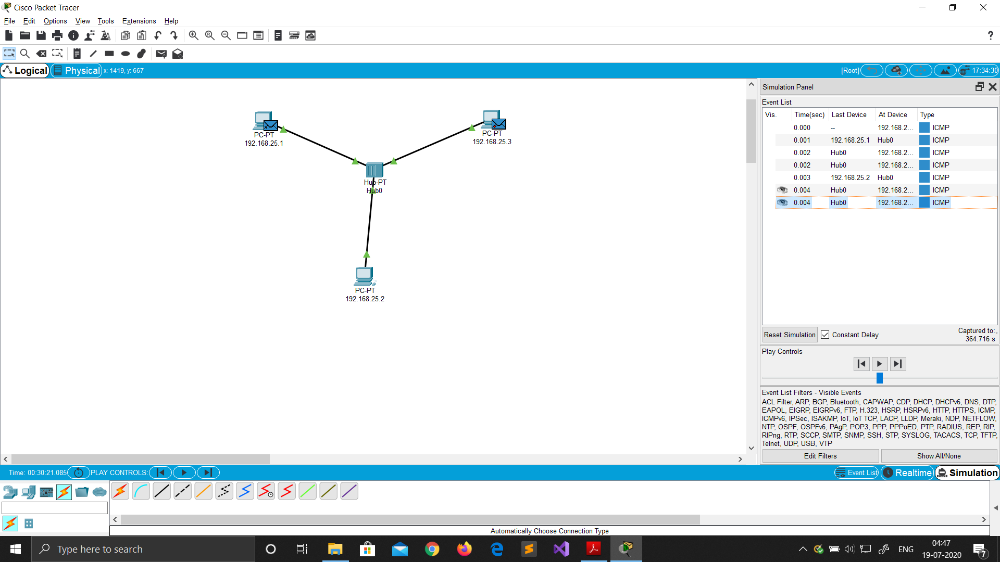 Cisco Packet Tracer
File Edit Options View Tools Extensions Help
?
Logical Physical x: 1419, y: 667 [Root] 17:34:30
Simulation Panel
Event List
Vis. Time(sec) Last Device At Device Type
0.000 -- 192.168.2... ICMP
0.001 192.168.25.1 Hub0 ICMP
0.002 Hub0 192.168.2... ICMP
0.002 Hub0 192.168.2... ICMP
0.003 192.168.25.2 Hub0 ICMP
0.004 Hub0 192.168.2... ICMP
0.004 Hub0 192.168.2... ICMP
PC-PT
192.168.25.1
PC-PT
192.168.25.3
Hub-PT
Hub0
PC-PT
192.168.25.2
Reset Simulation Constant Delay Captured to:
364.716 s
Play Controls
Event List Filters - Visible Events
ACL Filter, ARP, BGP, Bluetooth, CAPWAP, CDP, DHCP, DHCPv6, DNS, DTP,
EAPOL, EIGRP, EIGRPv6, FTP, H.323, HSRP, HSRPv6, HTTP, HTTPS, ICMP,
ICMPv6, IPSec, ISAKMP, IoT, IoT TCP, LACP, LLDP, Meraki, NDP, NETFLOW,
NTP, OSPF, OSPFv6, PAgP, POP3, PPP, PPPoED, PTP, RADIUS, REP, RIP,
RIPng, RTP, SCCP, SMTP, SNMP, SSH, STP, SYSLOG, TACACS, TCP, TFTP,
Telnet, UDP, USB, VTP
Edit Filters Show All/None
Time: 00:30:21.085 PLAY CONTROLS: Event List Realtime Simulation
Automatically Choose Connection Type
Type here to search
ENG
04:47
19-07-2020
7